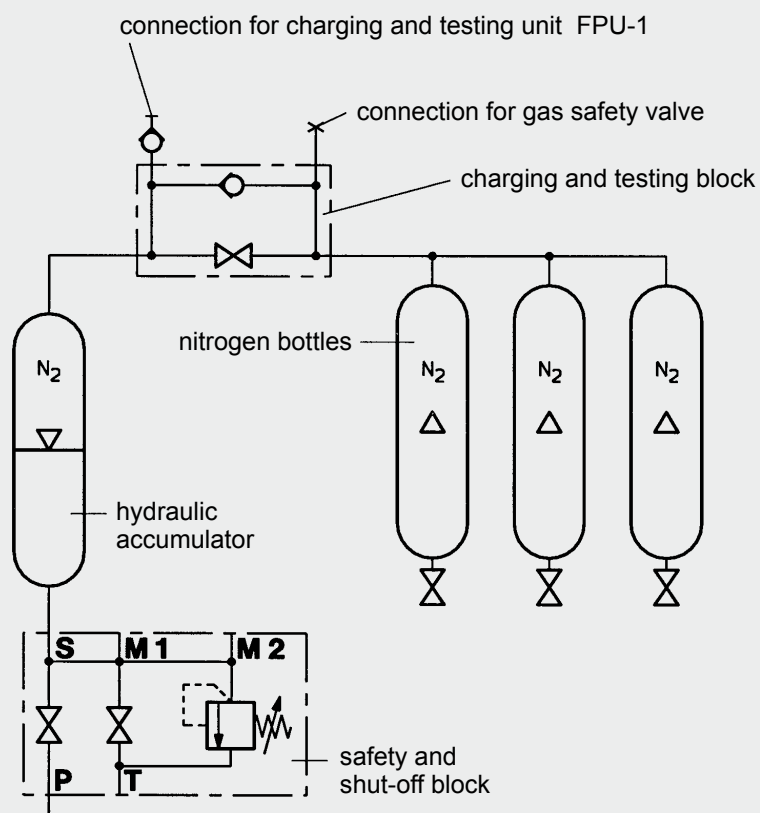 connection for charging and testing unit FPU-1
connection for gas safety valve
charging and testing block
nitrogen bottles
N2
N2
N2
N2
hydraulic
accumulator
S
M 1
M 2
P
T
safety and
shut-off block